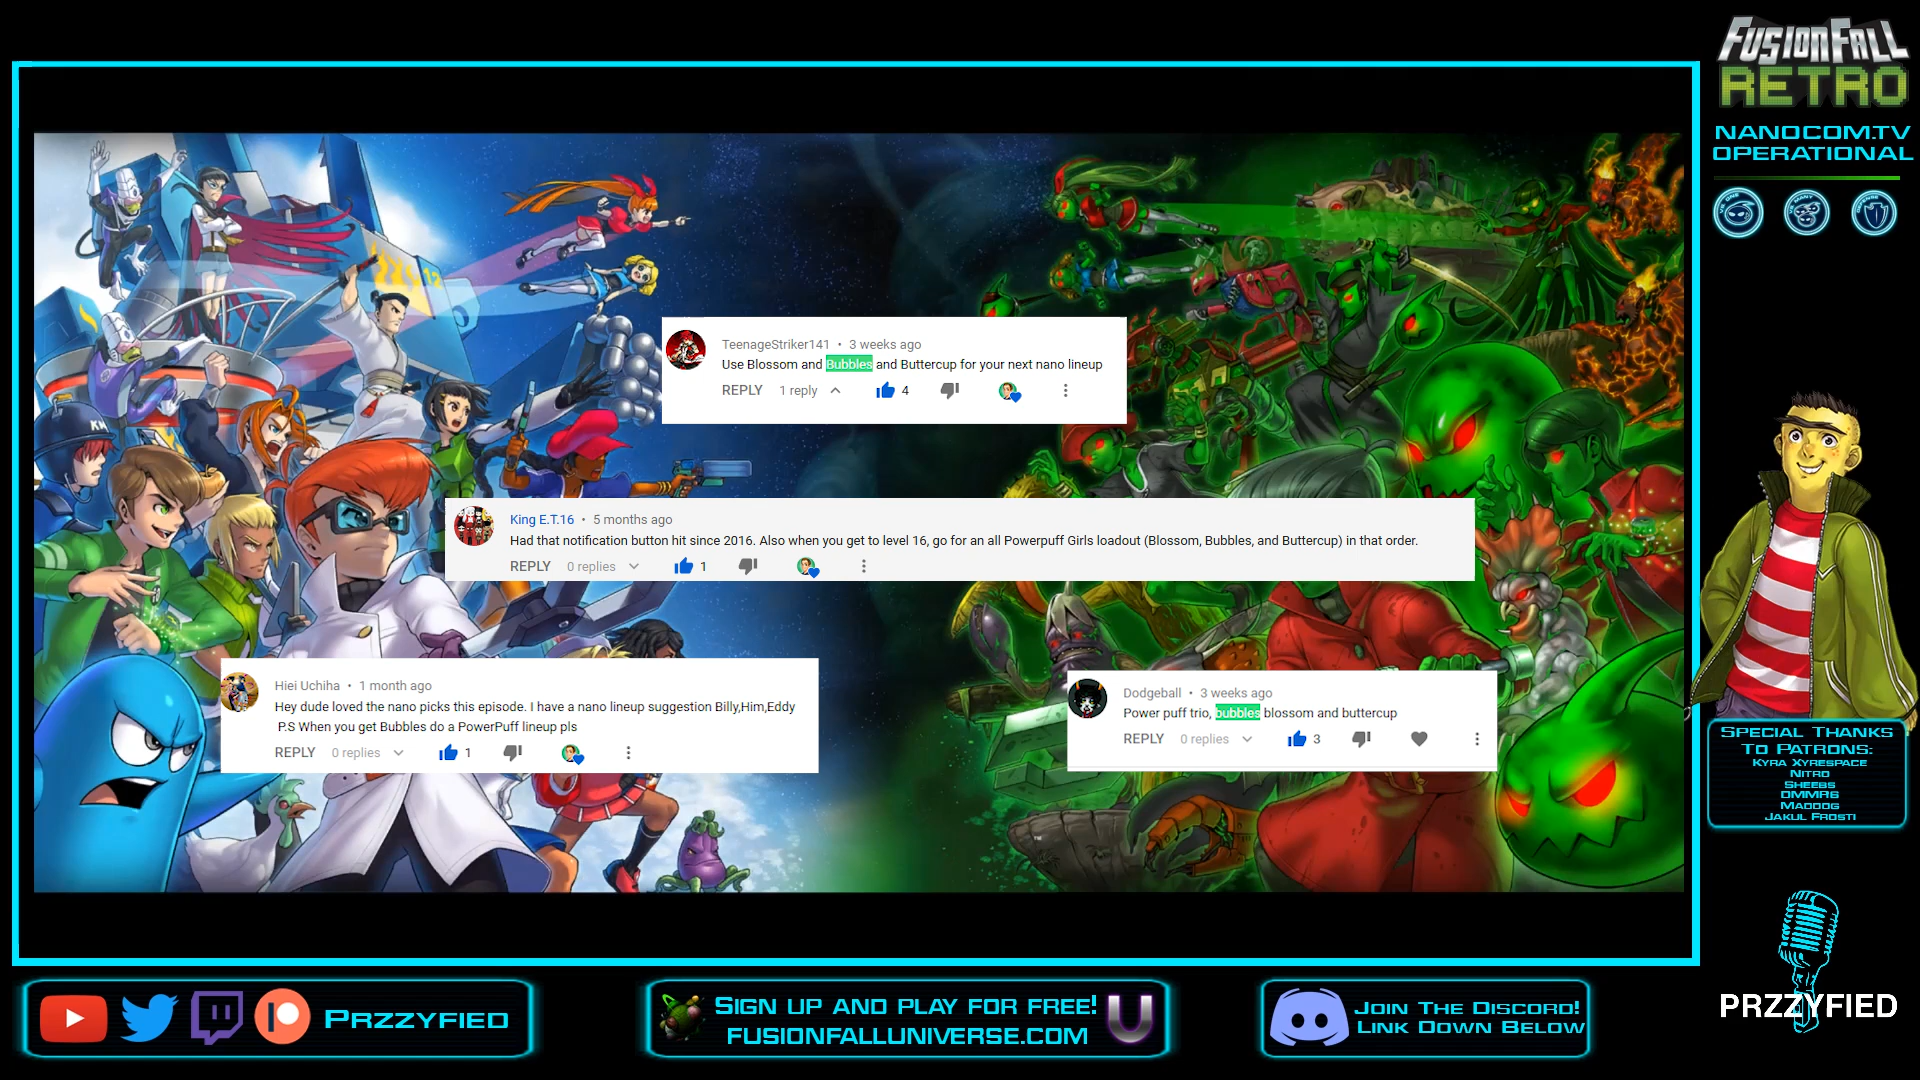 FUSIONFALL
RETRO
NANOCOM.TV
OPERATIONAL
12
TeenageStriker141 • 3 weeks ago
Use Blossom and Bubbles and Buttercup for your next nano lineup
REPLY 1 reply 4
King E.T.16 • 5 months ago
Had that notification button hit since 2016. Also when you get to level 16, go for an all Powerpuff Girls loadout (Blossom, Bubbles, and Buttercup) in that order.
REPLY 0 replies 1
Hiei Uchiha • 1 month ago
Hey dude loved the nano picks this episode. I have a nano lineup suggestion Billy,Him,Eddy
P.S When you get Bubbles do a PowerPuff lineup pls
REPLY 0 replies 1
Dodgeball • 3 weeks ago
Power puff trio, bubbles blossom and buttercup
REPLY 0 replies 3
SPECIAL THANKS
TO PATRONS:
KYRA XYRESPACE
NITRO
SHEEBS
MADDOG
JAKUL FROSTI
PRZZYFIED
PRZZYFIED
SIGN UP AND PLAY FOR FREE!
FUSIONFALLUNIVERSE.COM
U
JOIN THE DISCORD!
LINK DOWN BELOW